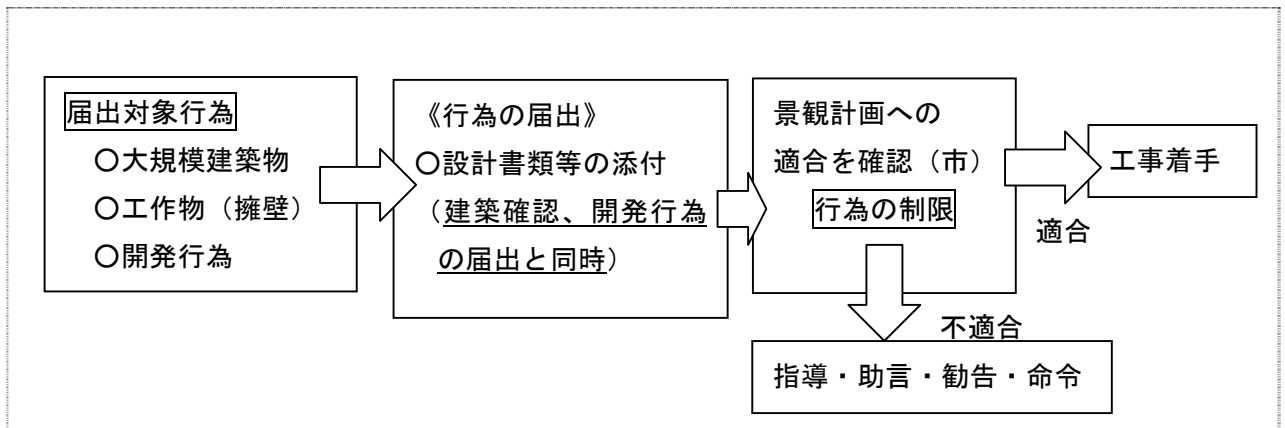 届出対象行為
○大規模建築物
○工作物（擁壁）
○開発行為
《行為の届出》
○設計書類等の添付
（建築確認、開発行為
の届出と同時）
景観計画への
適合を確認（市）
行為の制限
工事着手
適合
不適合
指導・助言・勧告・命令